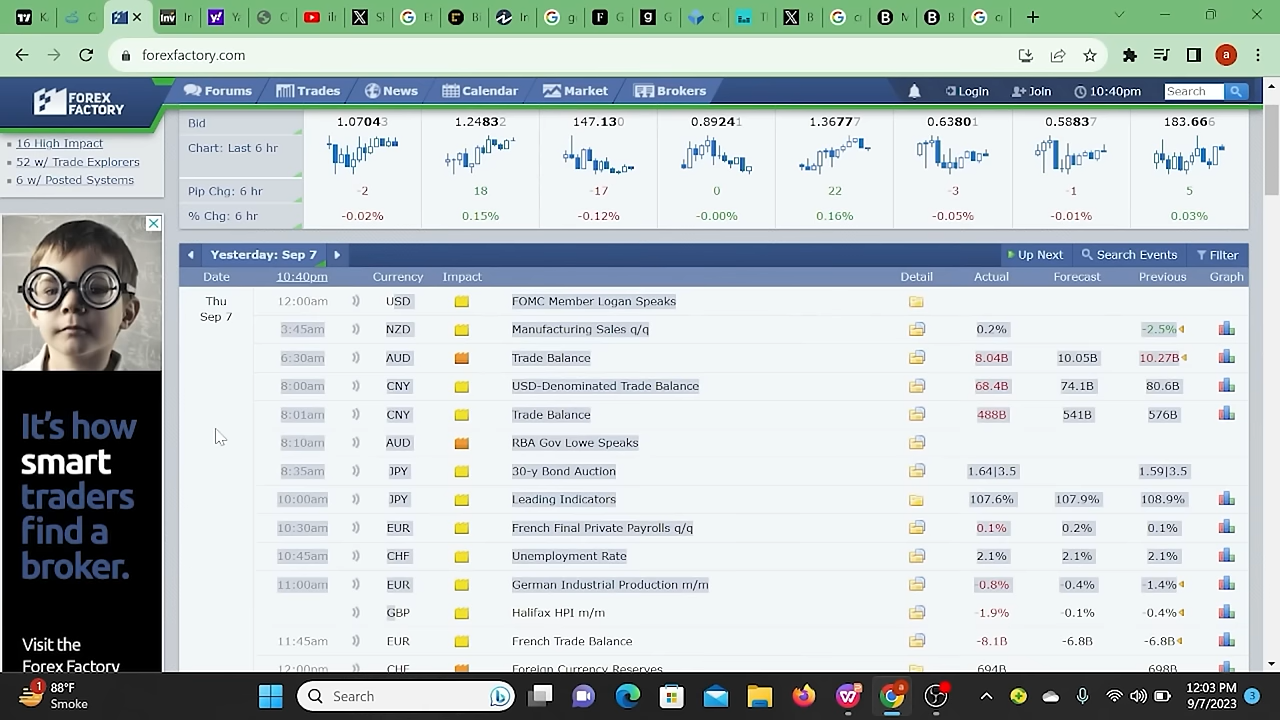 forexfactory.com
FOREX FACTORY
Forums Trades News Calendar Market Brokers Login Join 10:40pm Search
16 High Impact
52 w/ Trade Explorers
6 w/ Posted Systems
Bid 1.07043 1.24832 147.130 0.89241 1.36777 0.63801 0.58837 183.666
Chart: Last 6 hr
Pip Chg: 6 hr -2 18 -17 0 22 -3 -1 5
% Chg: 6 hr -0.02% 0.15% -0.12% -0.00% 0.16% -0.05% -0.01% 0.03%
Yesterday: Sep 7 Up Next Search Events Filter
Date 10:40pm Currency Impact Detail Actual Forecast Previous Graph
Thu Sep 7 12:00am USD FOMC Member Logan Speaks
3:45am NZD Manufacturing Sales q/q 0.2%
6:30am AUD Trade Balance 8.04B 10.05B 10.27B
8:00am CNY USD-Denominated Trade Balance 68.4B 74.1B 80.6B
8:01am CNY Trade Balance 488B 541B 576B
8:10am AUD RBA Gov Lowe Speaks
8:35am JPY 30-y Bond Auction 1.64|3.5 1.59|3.5
10:00am JPY Leading Indicators 107.6% 107.9% 108.9%
10:30am EUR French Final Private Payrolls q/q 0.1% 0.2% 0.1%
10:45am CHF Unemployment Rate 2.1% 2.1% 2.1%
11:00am EUR German Industrial Production m/m -0.8% -0.4% -1.4%
GBP Halifax HPI m/m -1.9% -0.1% -0.4%
11:45am EUR French Trade Balance -8.1B -6.8B -6.8B
12:00pm CHF Foreign Currency Reserves 694B
It's how
smart
traders
find a
broker.
Visit the
Forex Factory
1 88°F
Smoke
Search
12:03 PM
9/7/2023
3